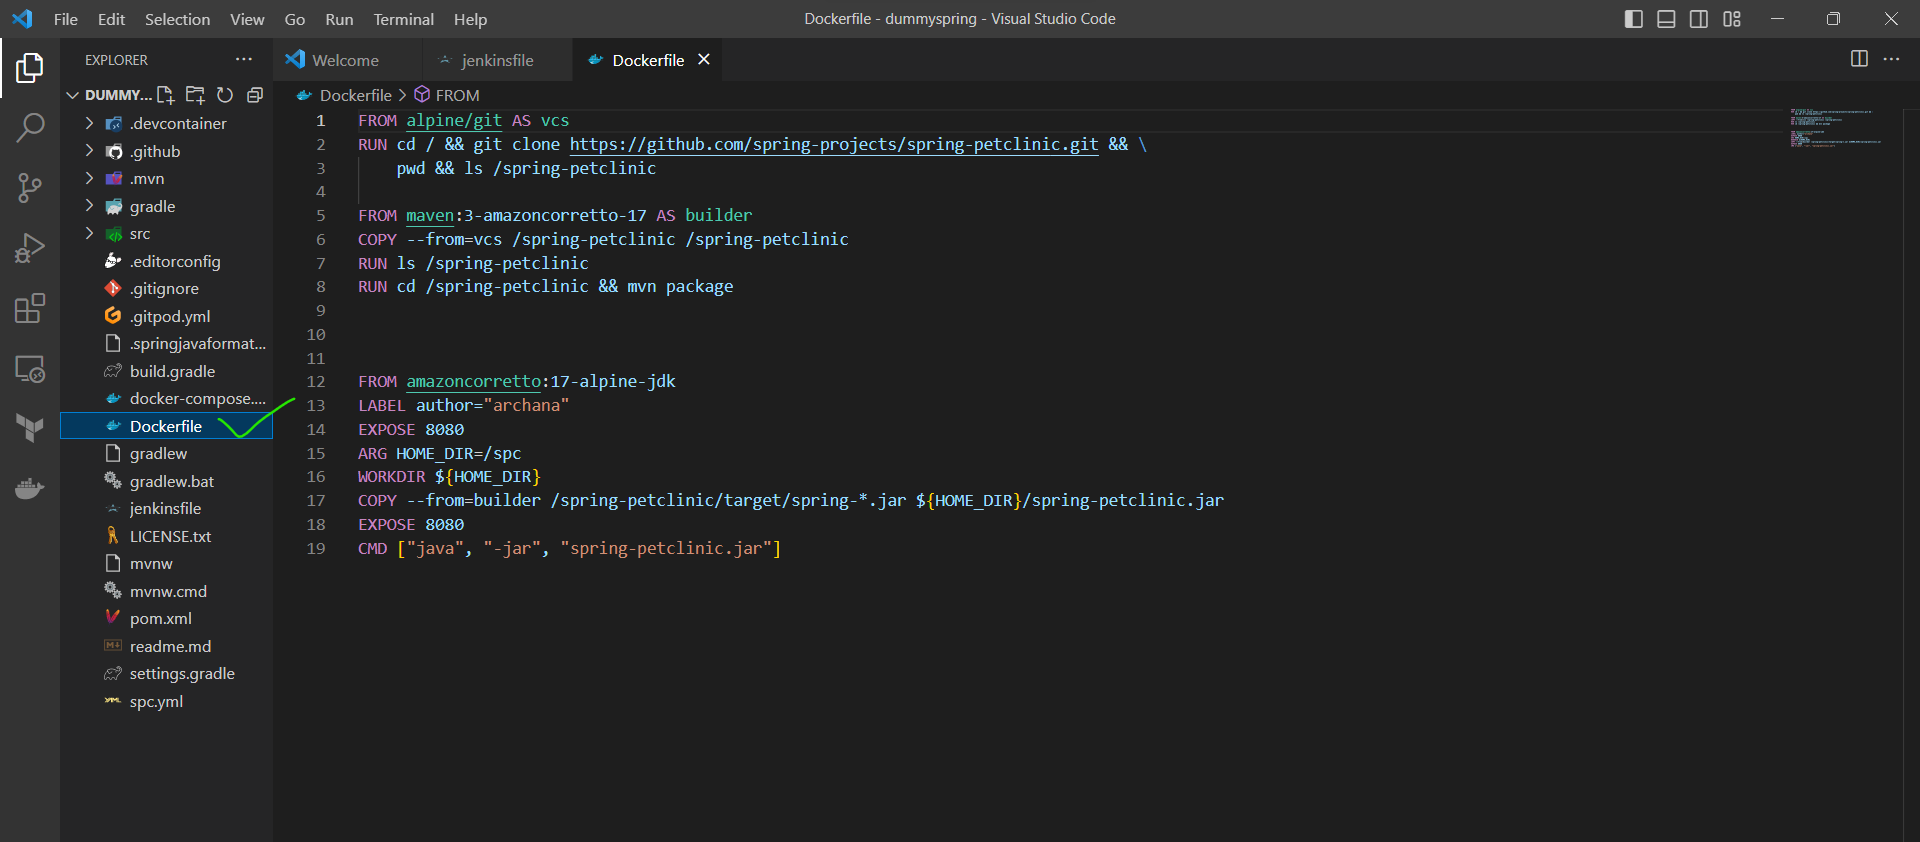 File Edit Selection View Go Run Terminal Help
Dockerfile - dummyspring - Visual Studio Code
EXPLORER ···
DUMMY...
.devcontainer
.github
.mvn
gradle
src
.editorconfig
.gitignore
.gitpod.yml
.springjavaformat...
build.gradle
docker-compose....
Dockerfile
gradlew
gradlew.bat
jenkinsfile
LICENSE.txt
mvnw
mvnw.cmd
pom.xml
readme.md
settings.gradle
spc.yml
Welcome jenkinsfile Dockerfile
Dockerfile > FROM
1 FROM alpine/git AS vcs
2 RUN cd / && git clone https://github.com/spring-projects/spring-petclinic.git && \
3 pwd && ls /spring-petclinic
4
5 FROM maven:3-amazoncorretto-17 AS builder
6 COPY --from=vcs /spring-petclinic /spring-petclinic
7 RUN ls /spring-petclinic
8 RUN cd /spring-petclinic && mvn package
9
10
11
12 FROM amazoncorretto:17-alpine-jdk
13 LABEL author="archana"
14 EXPOSE 8080
15 ARG HOME_DIR=/spc
16 WORKDIR ${HOME_DIR}
17 COPY --from=builder /spring-petclinic/target/spring-*.jar ${HOME_DIR}/spring-petclinic.jar
18 EXPOSE 8080
19 CMD ["java", "-jar", "spring-petclinic.jar"]